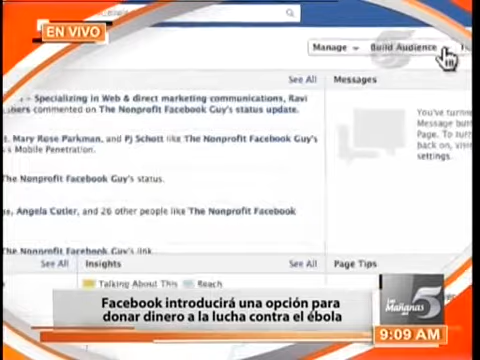 EN VIVO
Manage
Build Audience
See All
Messages
- Specializing in Web & direct marketing communications, Ravi
commented on The Nonprofit Facebook Guy's status update.
Mary Rose Parkman, and PJ Schott like The Nonprofit Facebook Guy's
Mobile Penetration.
The Nonprofit Facebook Guy's status.
Angela Cutler, and 26 other people like The Nonprofit Facebook
The Nonprofit Facebook Guy's link
You've turned
Message
Page. To turn
back on, visit
settings.
See All
Insights
See All
Page Tips
Talking About This
Reach
Facebook introducirá una opción para
donar dinero a la lucha contra el ébola
Las
Mañanas
del
5
9:09 AM